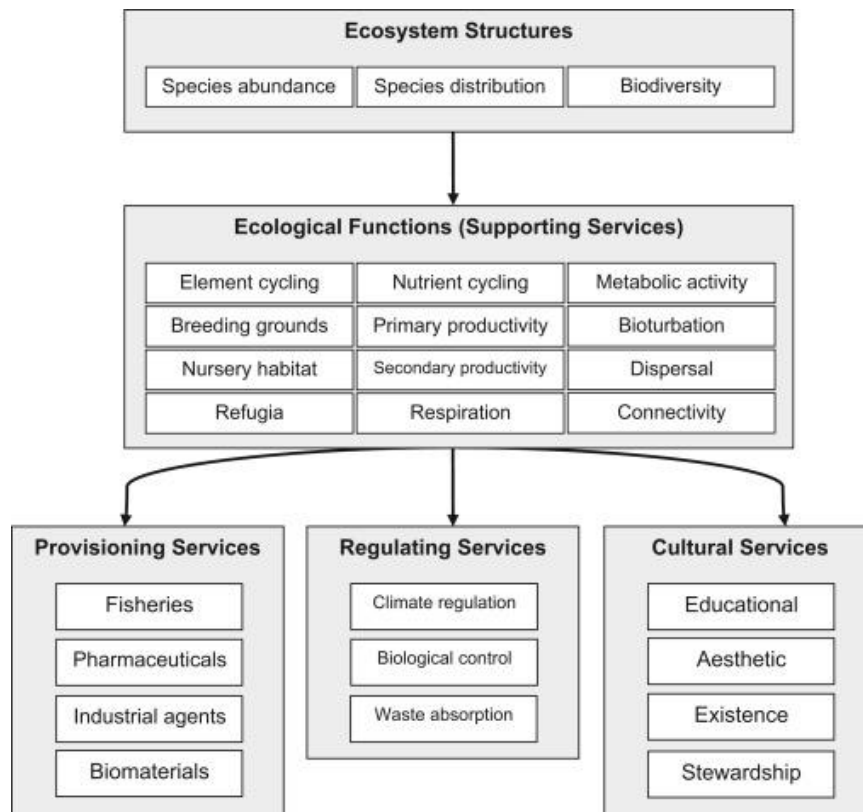 Ecosystem Structures
Species abundance
Species distribution
Biodiversity
Ecological Functions (Supporting Services)
Element cycling
Nutrient cycling
Metabolic activity
Breeding grounds
Primary productivity
Bioturbation
Nursery habitat
Secondary productivity
Dispersal
Refugia
Respiration
Connectivity
Provisioning Services
Fisheries
Pharmaceuticals
Industrial agents
Biomaterials
Regulating Services
Climate regulation
Biological control
Waste absorption
Cultural Services
Educational
Aesthetic
Existence
Stewardship